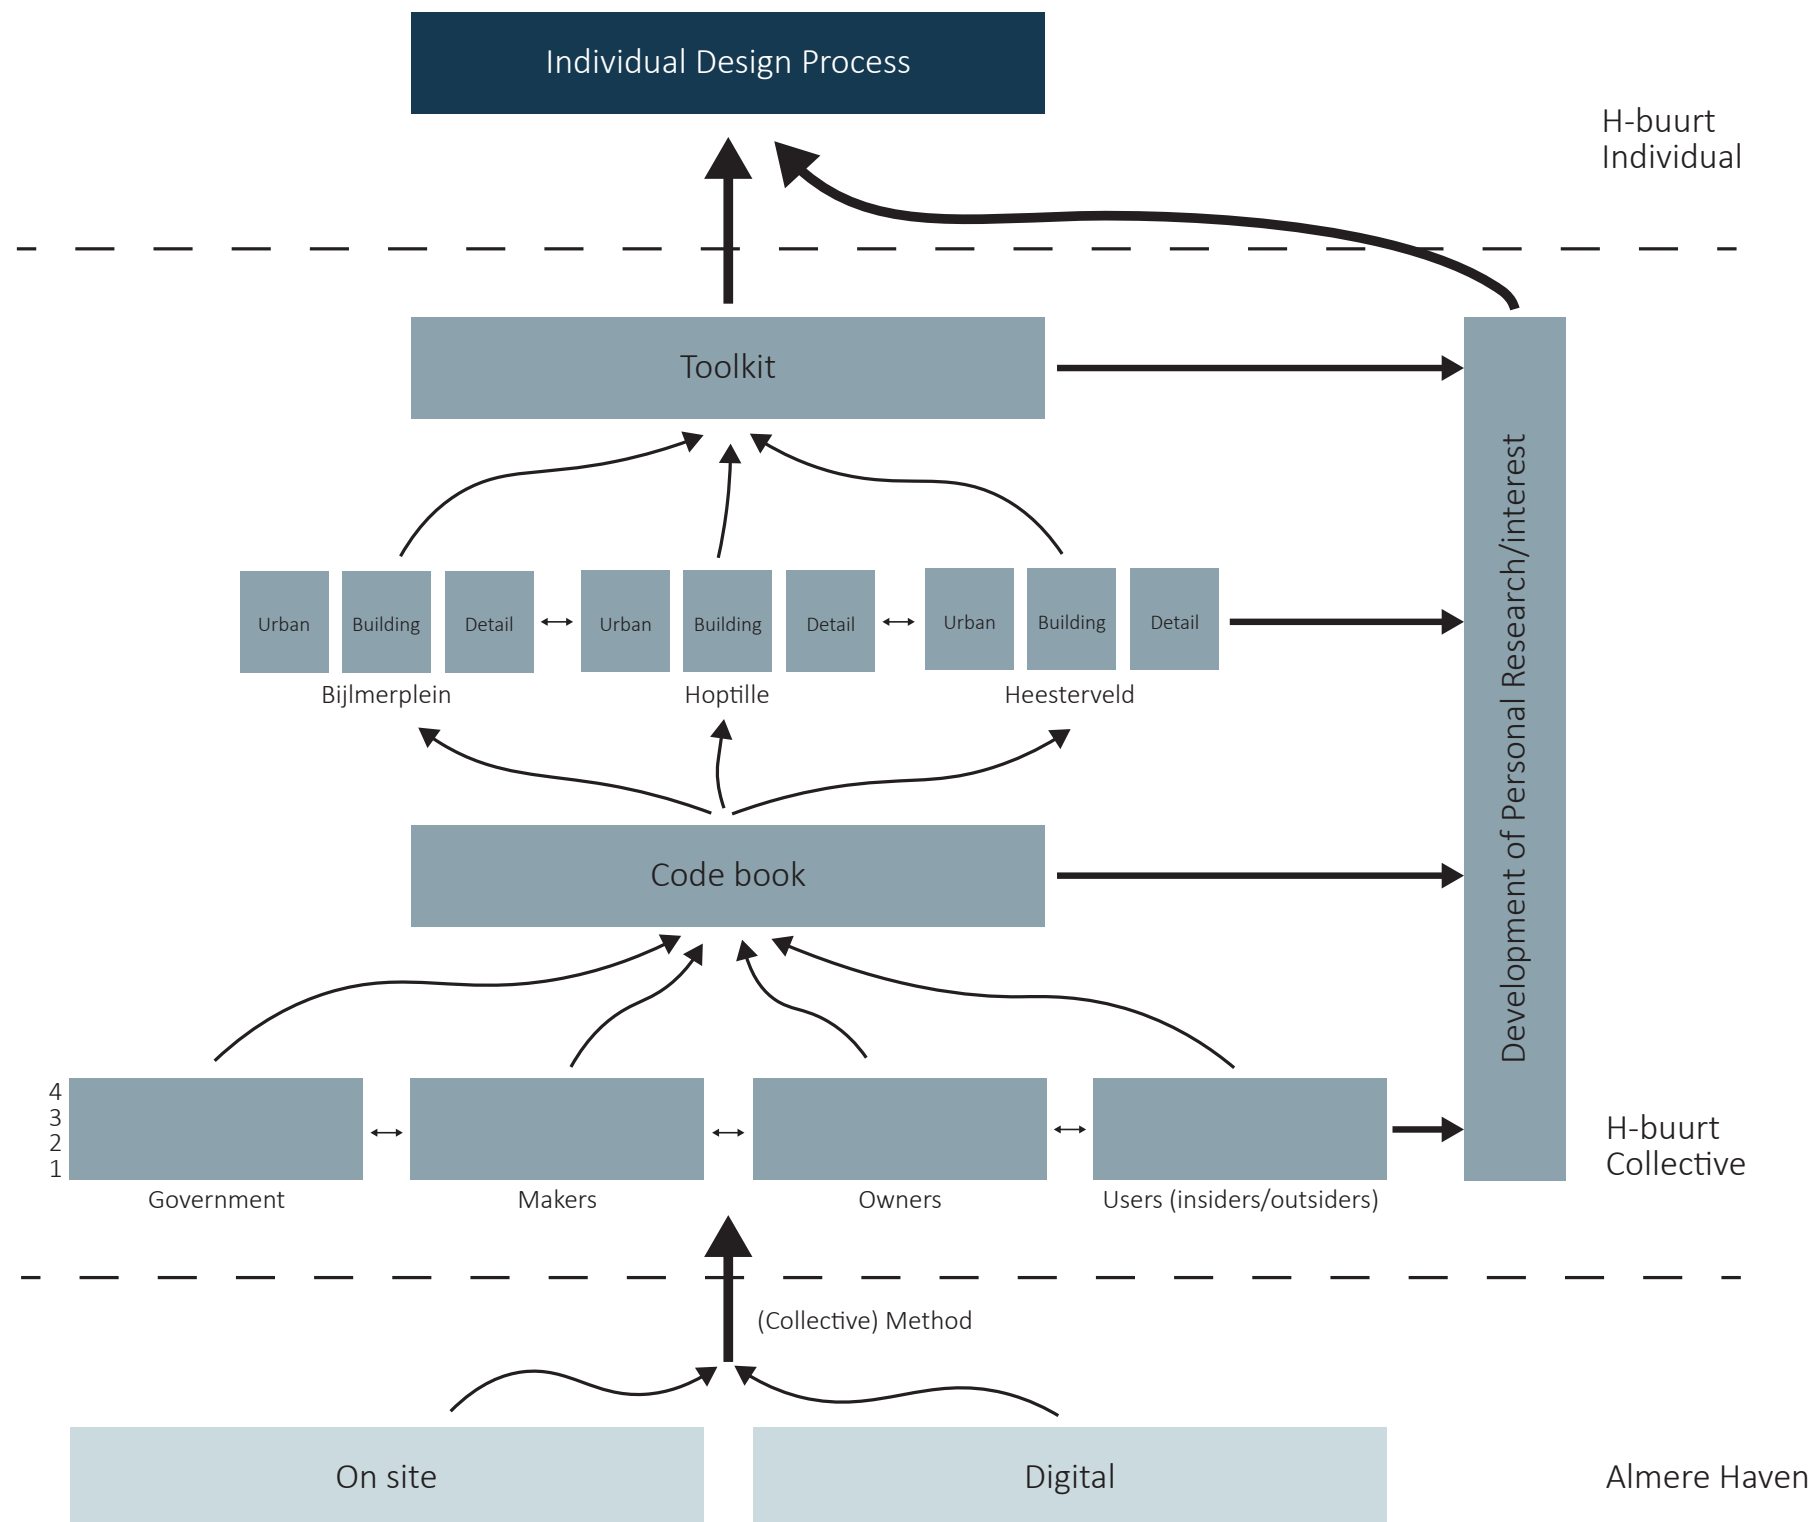 Individual Design Process
H-buurt
Individual
Toolkit
Development of Personal Research/interest
Urban
Building
Detail
Urban
Building
Detail
Urban
Building
Detail
Bijlmerplein
Hoptille
Heesterveld
Code book
4
3
2
1
H-buurt
Collective
Government
Makers
Owners
Users (insiders/outsiders)
(Collective) Method
On site
Digital
Almere Haven